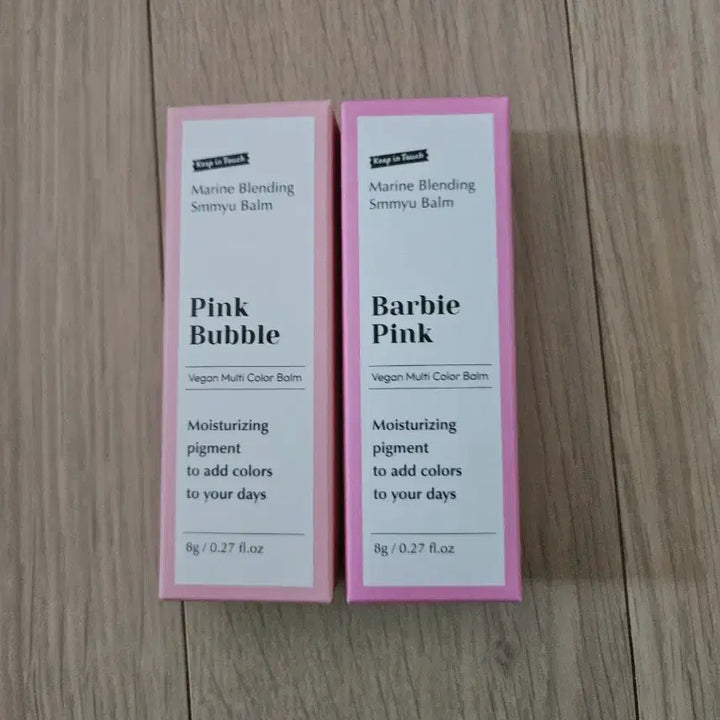 Keep in Touch
Marine Blending
Smmyu Balm
Pink
Bubble
Vegan Multi Color Balm
Moisturizing
pigment
to add colors
to your days
8g / 0.27 fl.oz
Keep in Touch
Marine Blending
Smmyu Balm
Barbie
Pink
Vegan Multi Color Balm
Moisturizing
pigment
to add colors
to your days
8g / 0.27 fl.oz